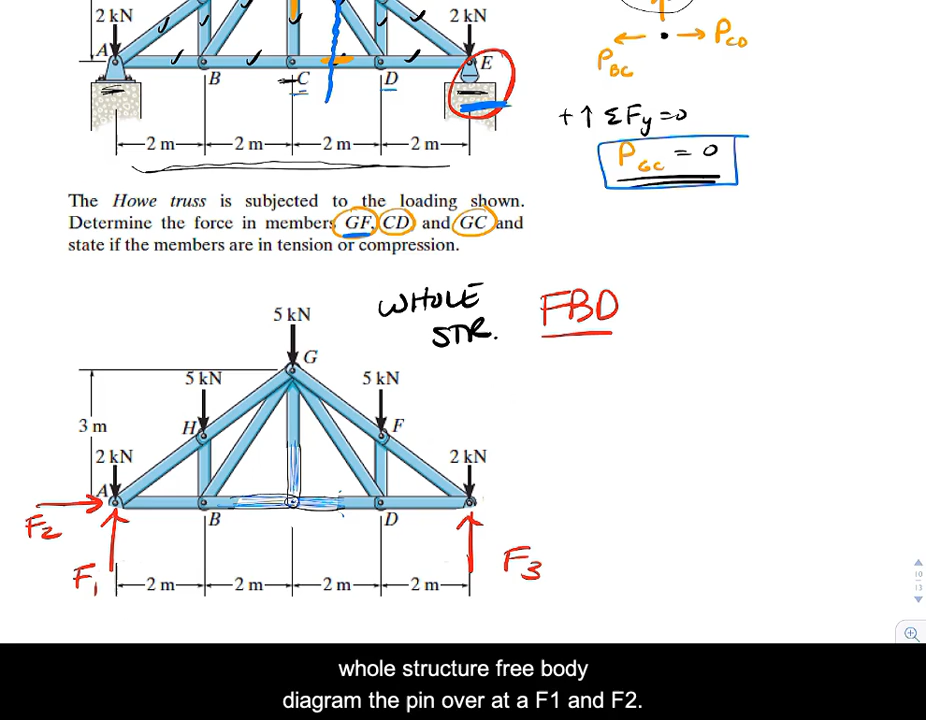 2 kN
2 kN
A
E
B
C
D
P_CD
P_BC
+↑ ΣFy=0
P_GC = 0
2 m
2 m
2 m
2 m
The Howe truss is subjected to the loading shown.
Determine the force in members GF, CD and GC and
state if the members are in tension or compression.
WHOLE
STR.
FBD
5 kN
G
5 kN
5 kN
3 m
H
F
2 kN
2 kN
A
F2
B
D
F1
F3
2 m
2 m
2 m
2 m
10
13
whole structure free body
diagram the pin over at a F1 and F2.